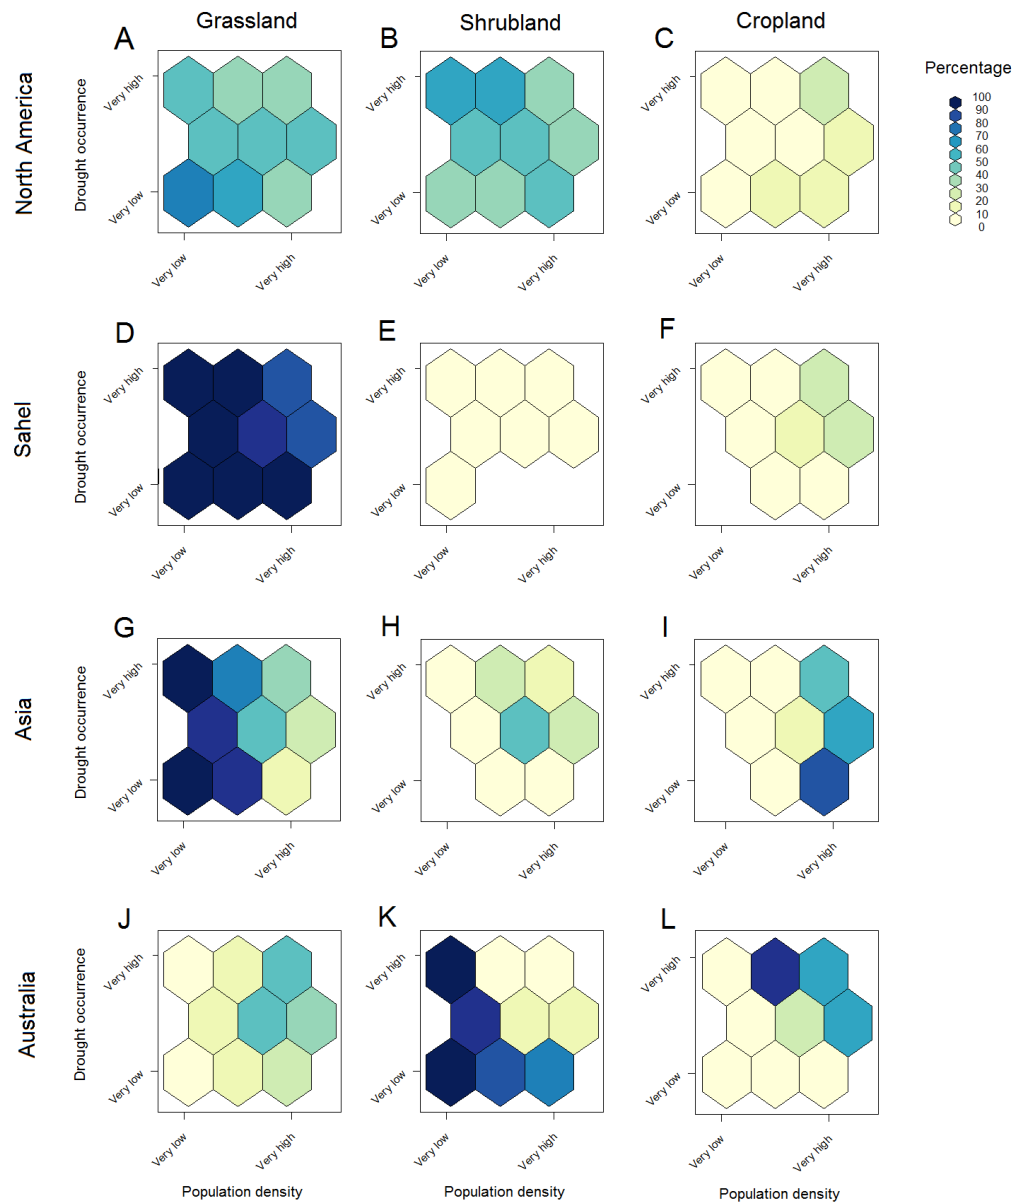 Grassland
Shrubland
Cropland
North America
A
B
C
Drought occurrence
Very high
Very low
Very low
Very high
Very high
Very low
Very low
Very high
Very high
Very low
Very low
Very high
Percentage
100
90
80
70
60
50
40
30
20
10
0
Sahel
D
E
F
Drought occurrence
Very high
Very low
Very low
Very high
Very high
Very low
Very low
Very high
Very high
Very low
Very low
Very high
Asia
G
H
I
Drought occurrence
Very high
Very low
Very low
Very high
Very high
Very low
Very low
Very high
Very high
Very low
Very low
Very high
Australia
J
K
L
Drought occurrence
Very high
Very low
Very low
Very high
Very high
Very low
Very low
Very high
Very high
Very low
Very low
Very high
Population density
Population density
Population density